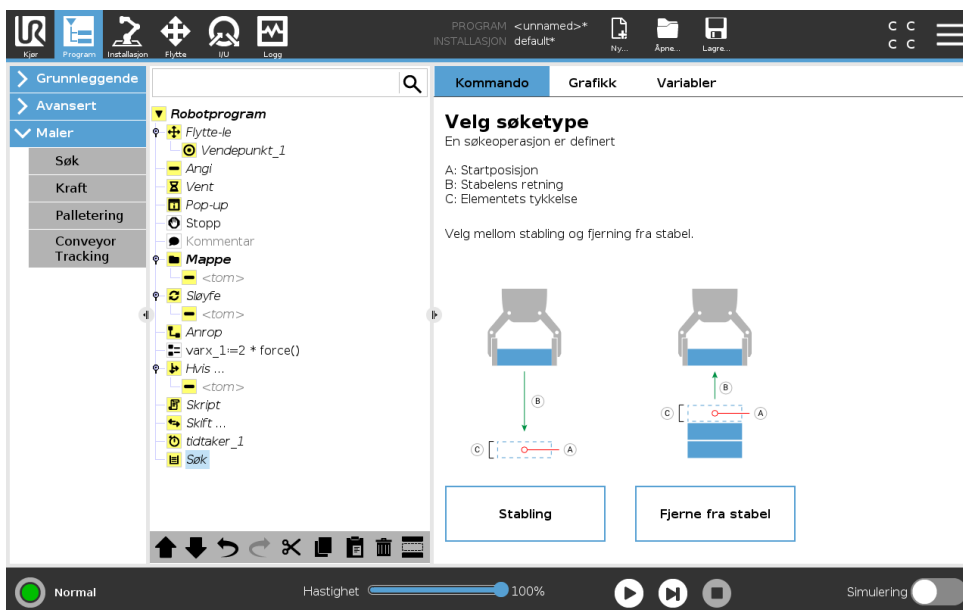 PROGRAM <unnamed>*
INSTALLASJON default*
Kjør
Program
Installasjon
Flytte
I/U
Logg
Ny...
Åpne...
Lagre...
C C
C C
Grunnleggende
Avansert
Maler
Søk
Kraft
Palletering
Conveyor
Tracking
Robotprogram
Flytte-le
Vendepunkt_1
Angi
Vent
Pop-up
Stopp
Kommentar
Mappe
<tom>
Sløyfe
<tom>
Anrop
varx_1:=2 * force()
Hvis ...
<tom>
Skript
Skift ...
tidtaker_1
Søk
Kommando
Grafikk
Variabler
Velg søketype
En søkeoperasjon er definert
A: Startposisjon
B: Stabelens retning
C: Elementets tykkelse
Velg mellom stabling og fjerning fra stabel.
B
C
A
B
C
A
Stabling
Fjerne fra stabel
Normal
Hastighet
100%
Simulering